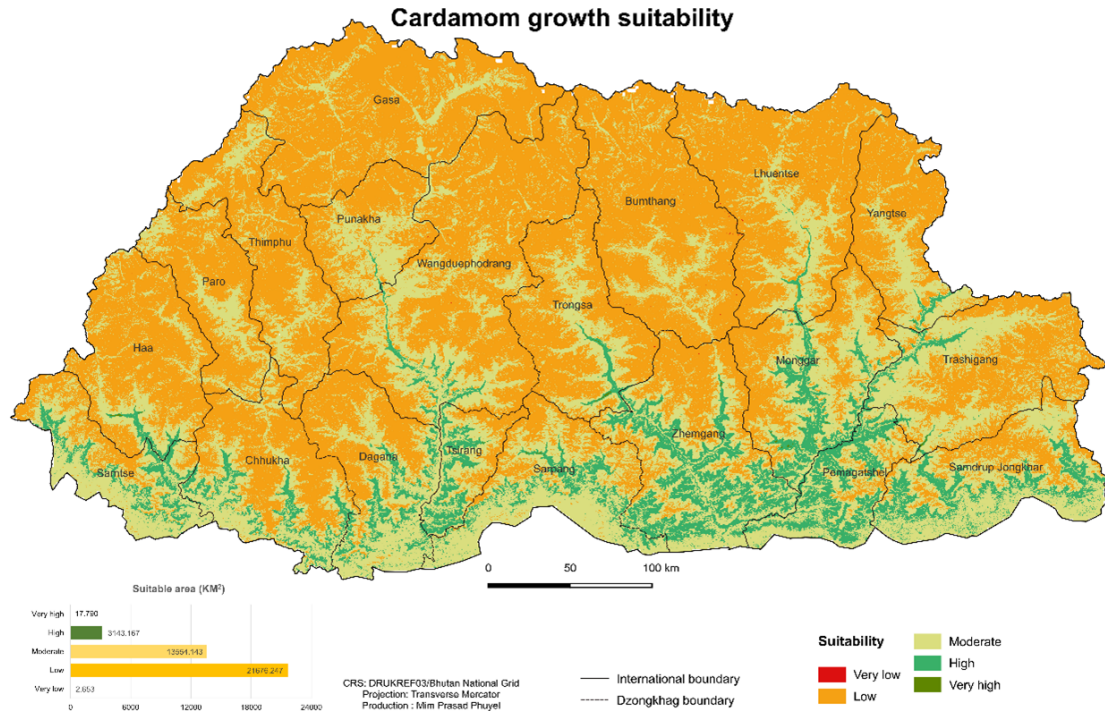 Cardamom growth suitability
Gasa
Lhuentse
Bumthang
Punakha
Yangtse
Thimphu
Wangduephodrang
Paro
Trongsa
Haa
Monggar
Trashigang
Zhemgang
Tsirang
Dagana
Chhukha
Sarpang
Samtse
Pemagatshel
Samdrup Jongkhar
0 50 100 km
Suitable area (KM²)
Very high 17.790
High 3143.167
Moderate 13554.143
Low 21676.247
Very low 2.653
0 6000 12000 18000 24000
CRS: DRUKREF03/Bhutan National Grid
Projection: Transverse Mercator
Production : Mim Prasad Phuyel
International boundary
Dzongkhag boundary
Suitability
Very low
Low
Moderate
High
Very high